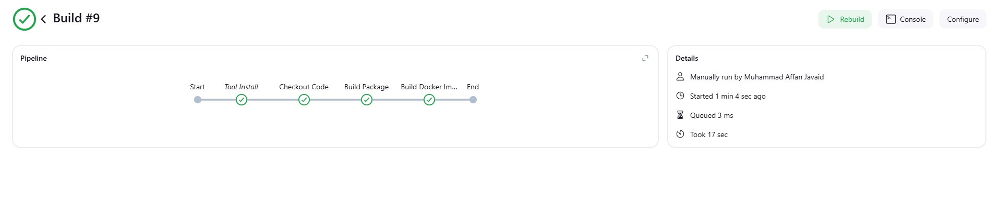 Build #9
Rebuild
Console
Configure
Pipeline
Start
Tool Install
Checkout Code
Build Package
Build Docker Im...
End
Details
Manually run by Muhammad Affan Javaid
Started 1 min 4 sec ago
Queued 3 ms
Took 17 sec